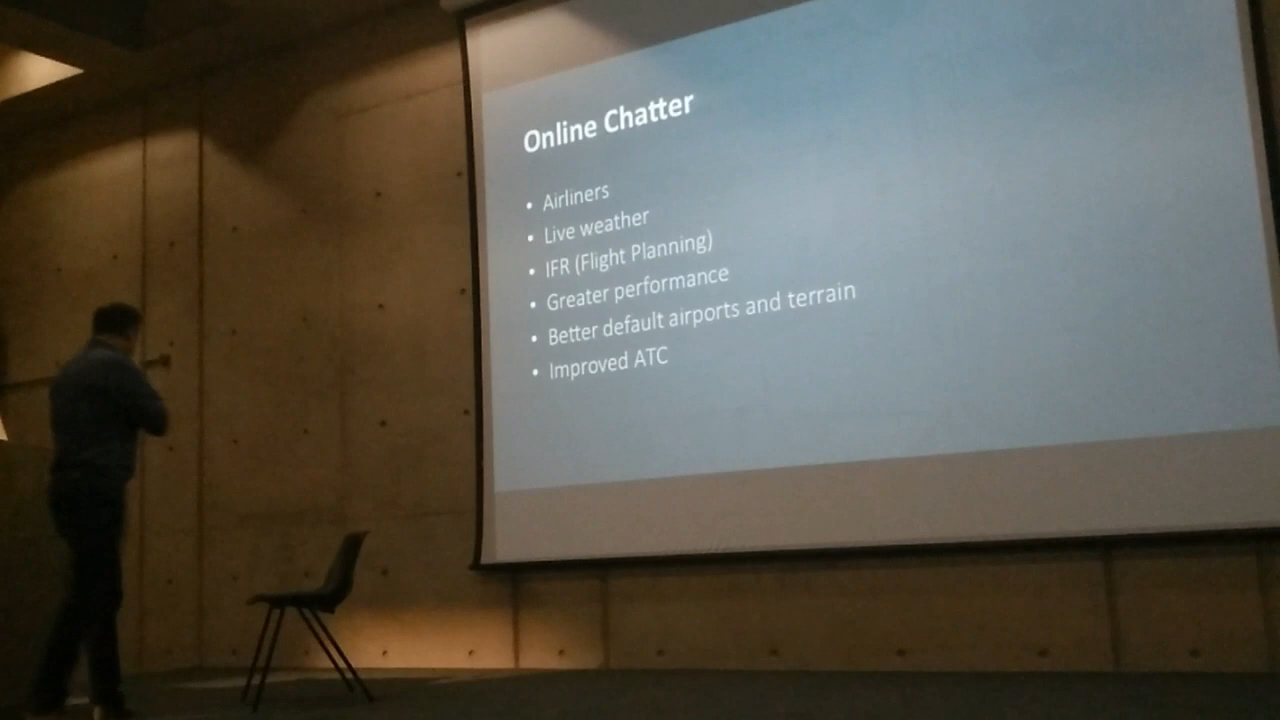 Online Chatter
• Airliners
• Live weather
• IFR (Flight Planning)
• Greater performance
• Better default airports and terrain
• Improved ATC